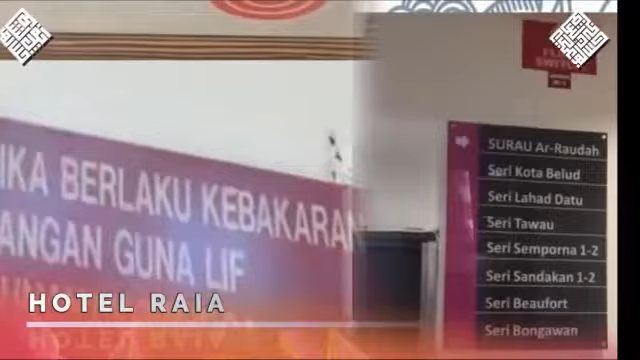 IKA BERLAKU KEBAKARAN
ANGAN GUNA LIF
HOTEL RAIA
SURAU Ar-Raudah
Seri Kota Belud
Seri Lahad Datu
Seri Tawau
Seri Semporna 1-2
Seri Sandakan 1-2
Seri Beaufort
Seri Bongawan